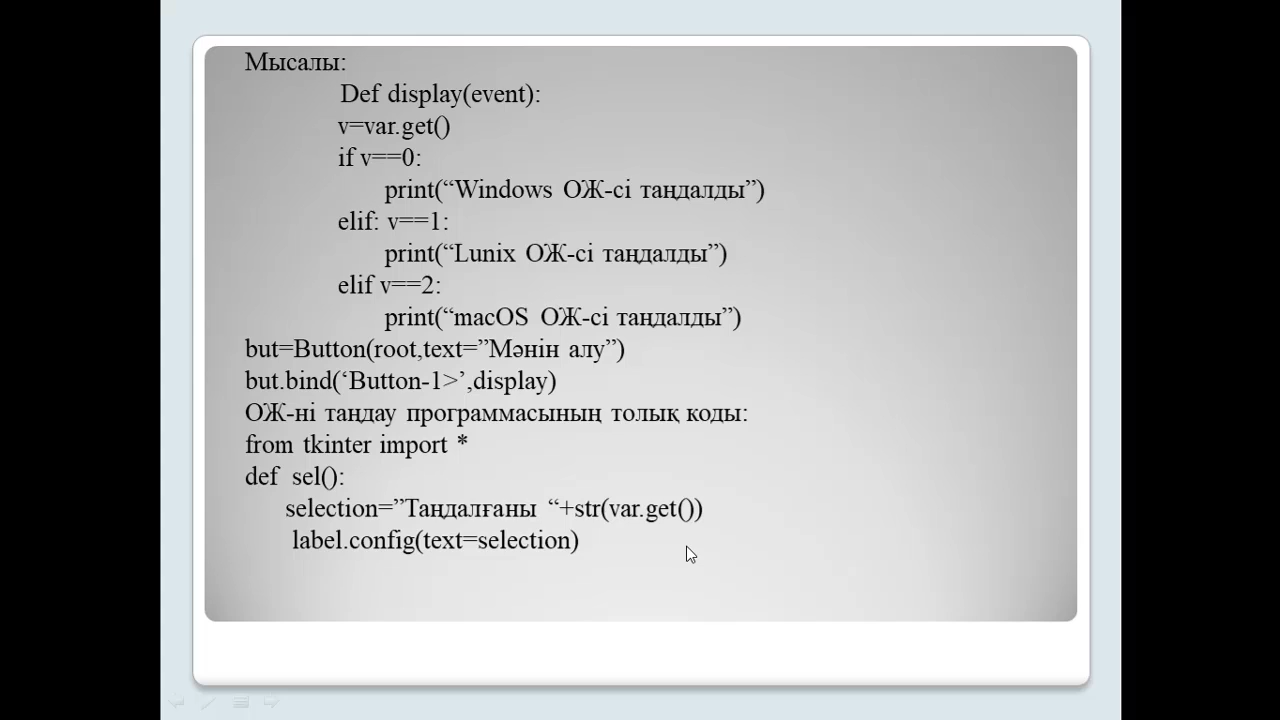 Мысалы:
Def display(event):
v=var.get()
if v==0:
print(“Windows ОЖ-сі таңдалды”)
elif: v==1:
print(“Lunix ОЖ-сі таңдалды”)
elif v==2:
print(“macOS ОЖ-сі таңдалды”)
but=Button(root,text=”Мәнін алу”)
but.bind(‘Button-1>’,display)
ОЖ-ні таңдау программасының толық коды:
from tkinter import *
def sel():
selection=”Таңдалғаны “+str(var.get())
label.config(text=selection)